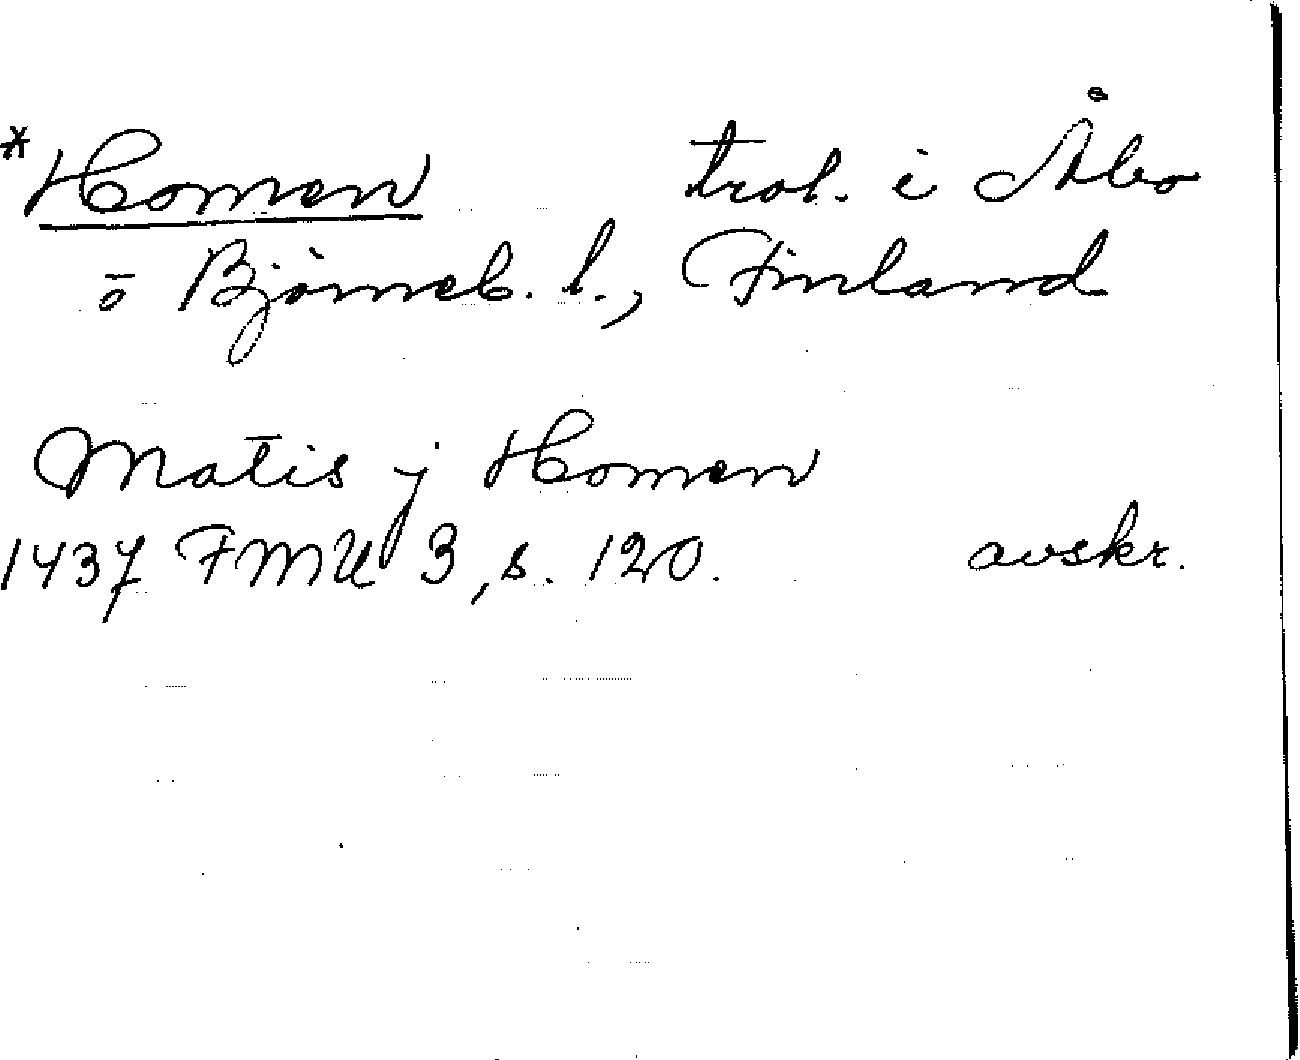 *Homen trol. i Åbo
o Björneb. l., Finland
Matis j Homen
1437 FMU 3, s. 120. avskr.